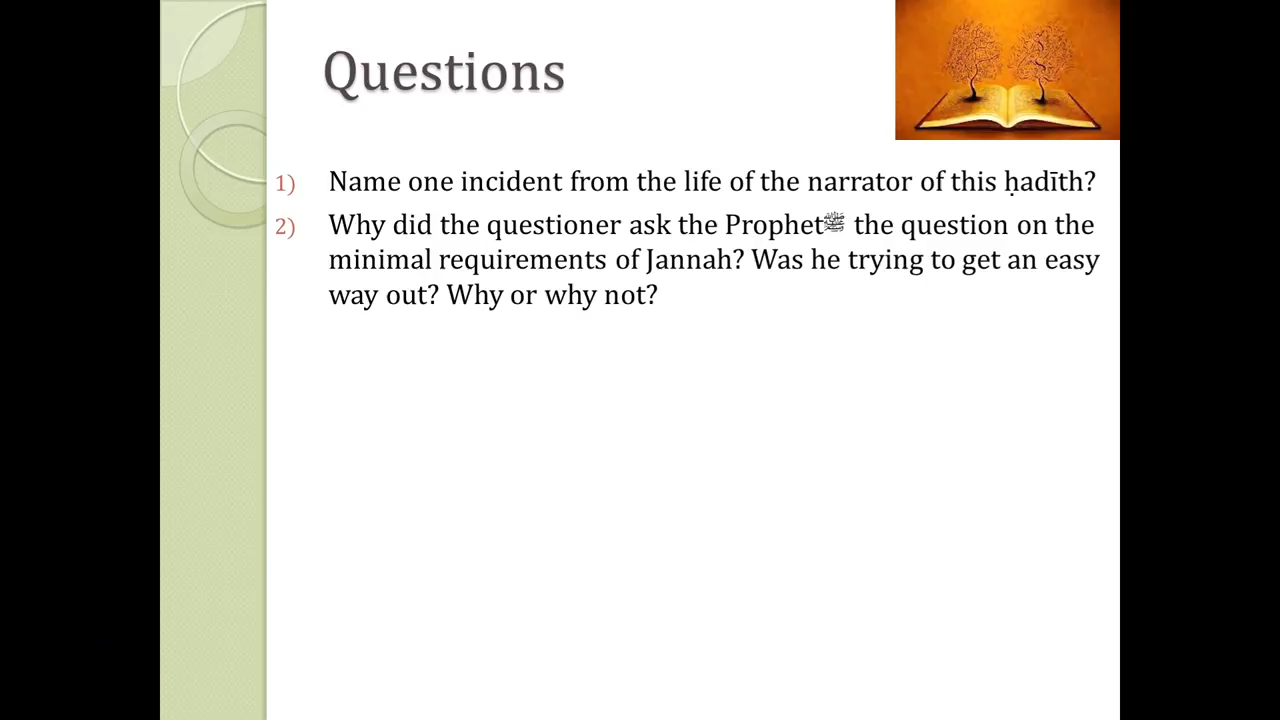 Questions
1) Name one incident from the life of the narrator of this ḥadīth?
2) Why did the questioner ask the Prophetﷺ the question on the
minimal requirements of Jannah? Was he trying to get an easy
way out? Why or why not?